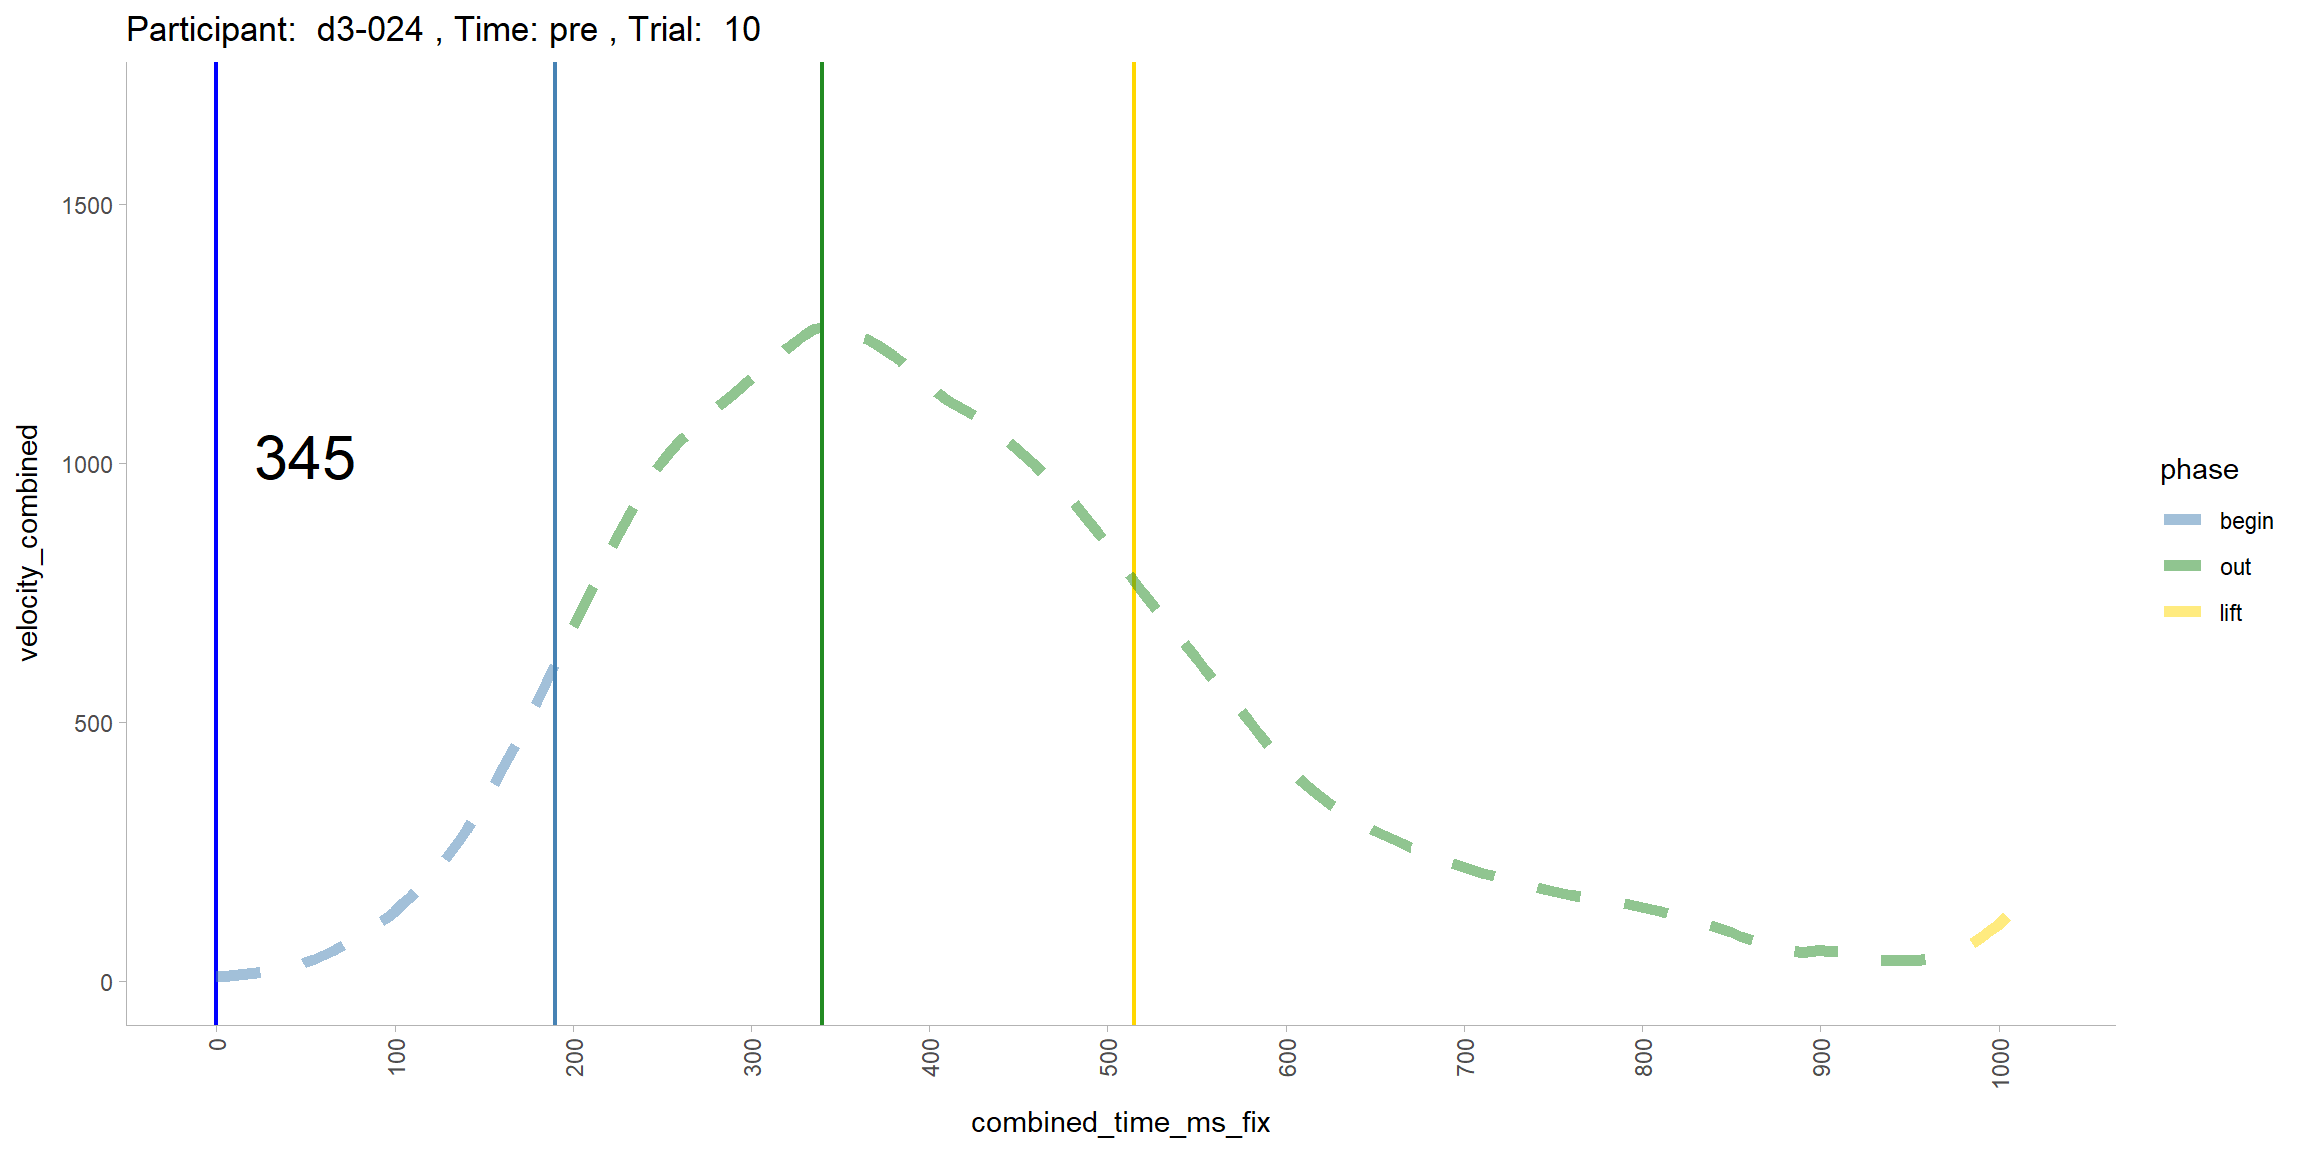 Participant:  d3-024 , Time: pre , Trial:  10
velocity_combined
1500
1000
500
0
345
0
100
200
300
400
500
600
700
800
900
1000
combined_time_ms_fix
phase
begin
out
lift